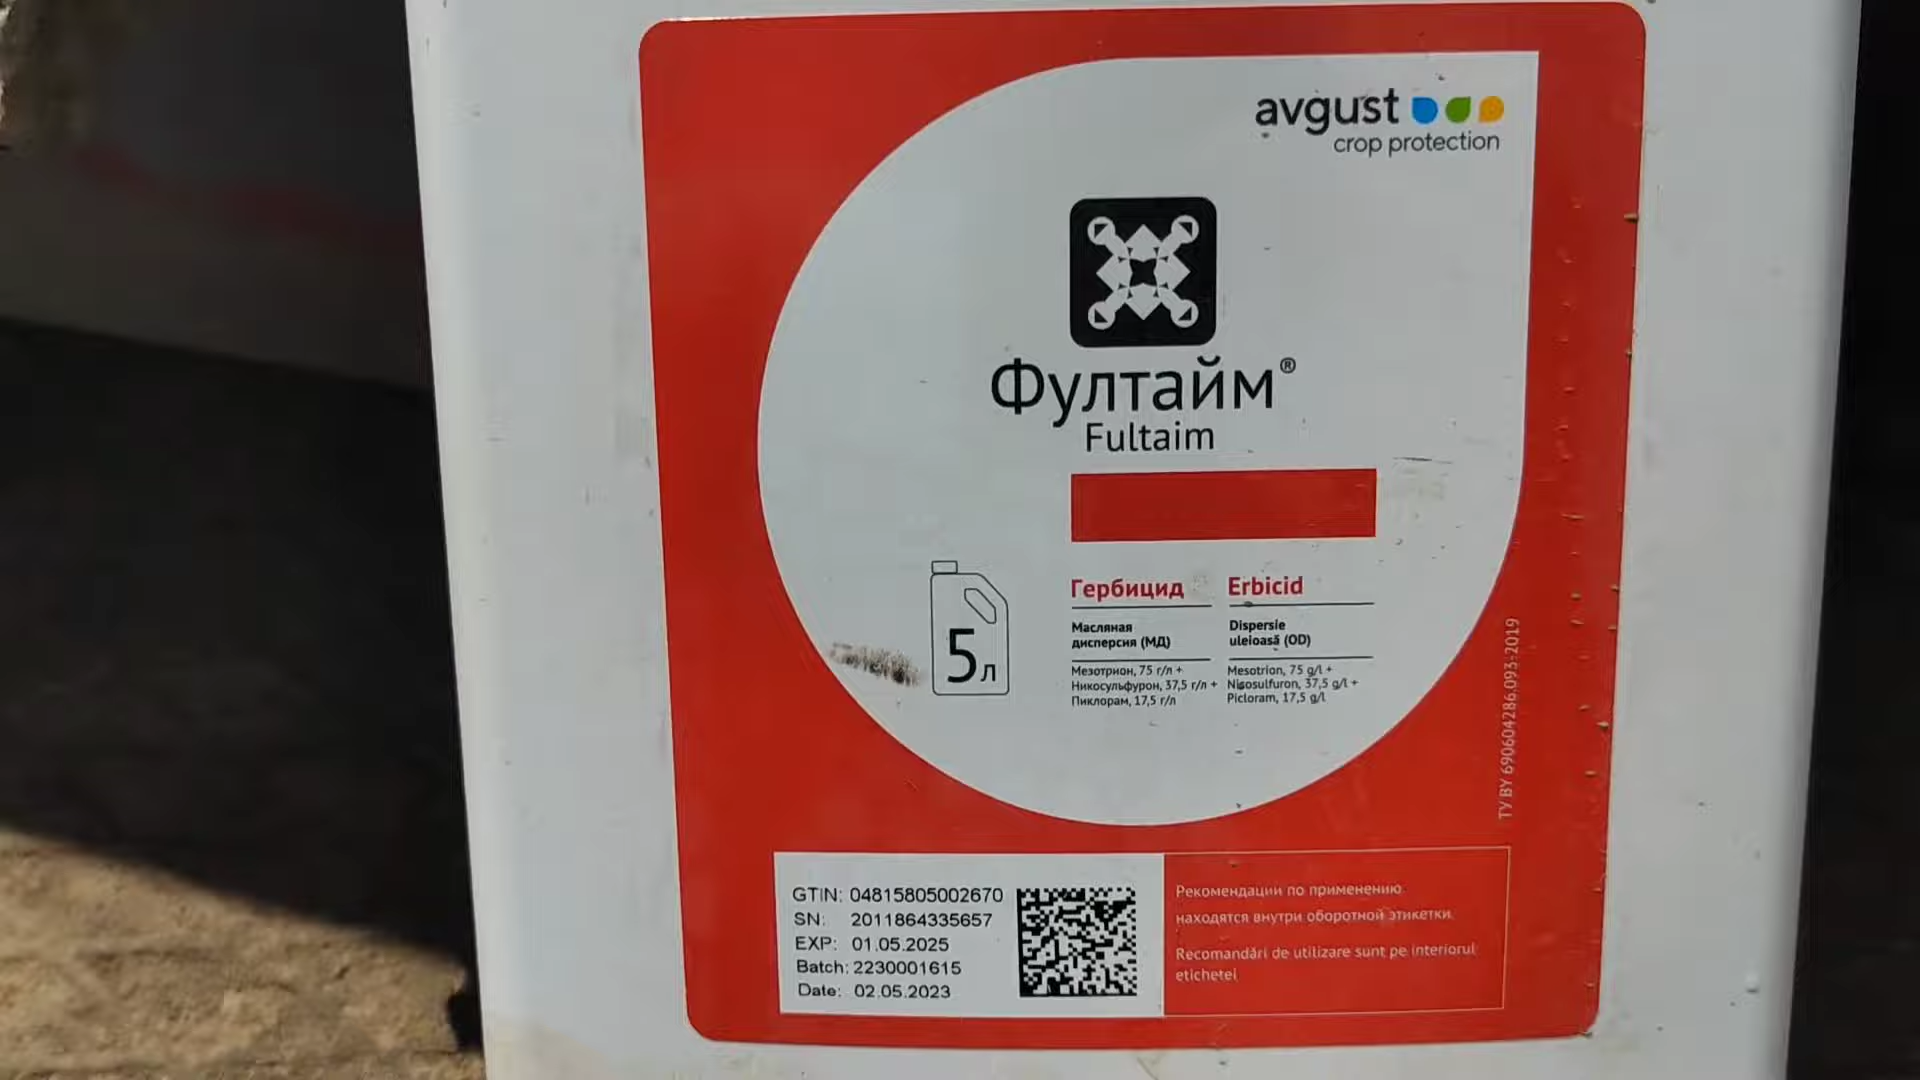 avgust
crop protection
Фултайм®
Fultaim
5 л
Гербицид
Масляная
дисперсия (МД)
Мезотрион, 75 г/л +
Никосульфурон, 37,5 г/л +
Пиклорам, 17,5 г/л
Erbicid
Dispersie
uleioasă (OD)
Mesotrion, 75 g/l +
Nisosulfuron, 37,5 g/l +
Picloram, 17,5 g/l
ТУ BY 690604286.093-2019
GTIN: 04815805002670
SN: 2011864335657
EXP: 01.05.2025
Batch: 2230001615
Date: 02.05.2023
Рекомендации по применению
находятся внутри оборотной этикетки
Recomandări de utilizare sunt pe interiorul
etichetei